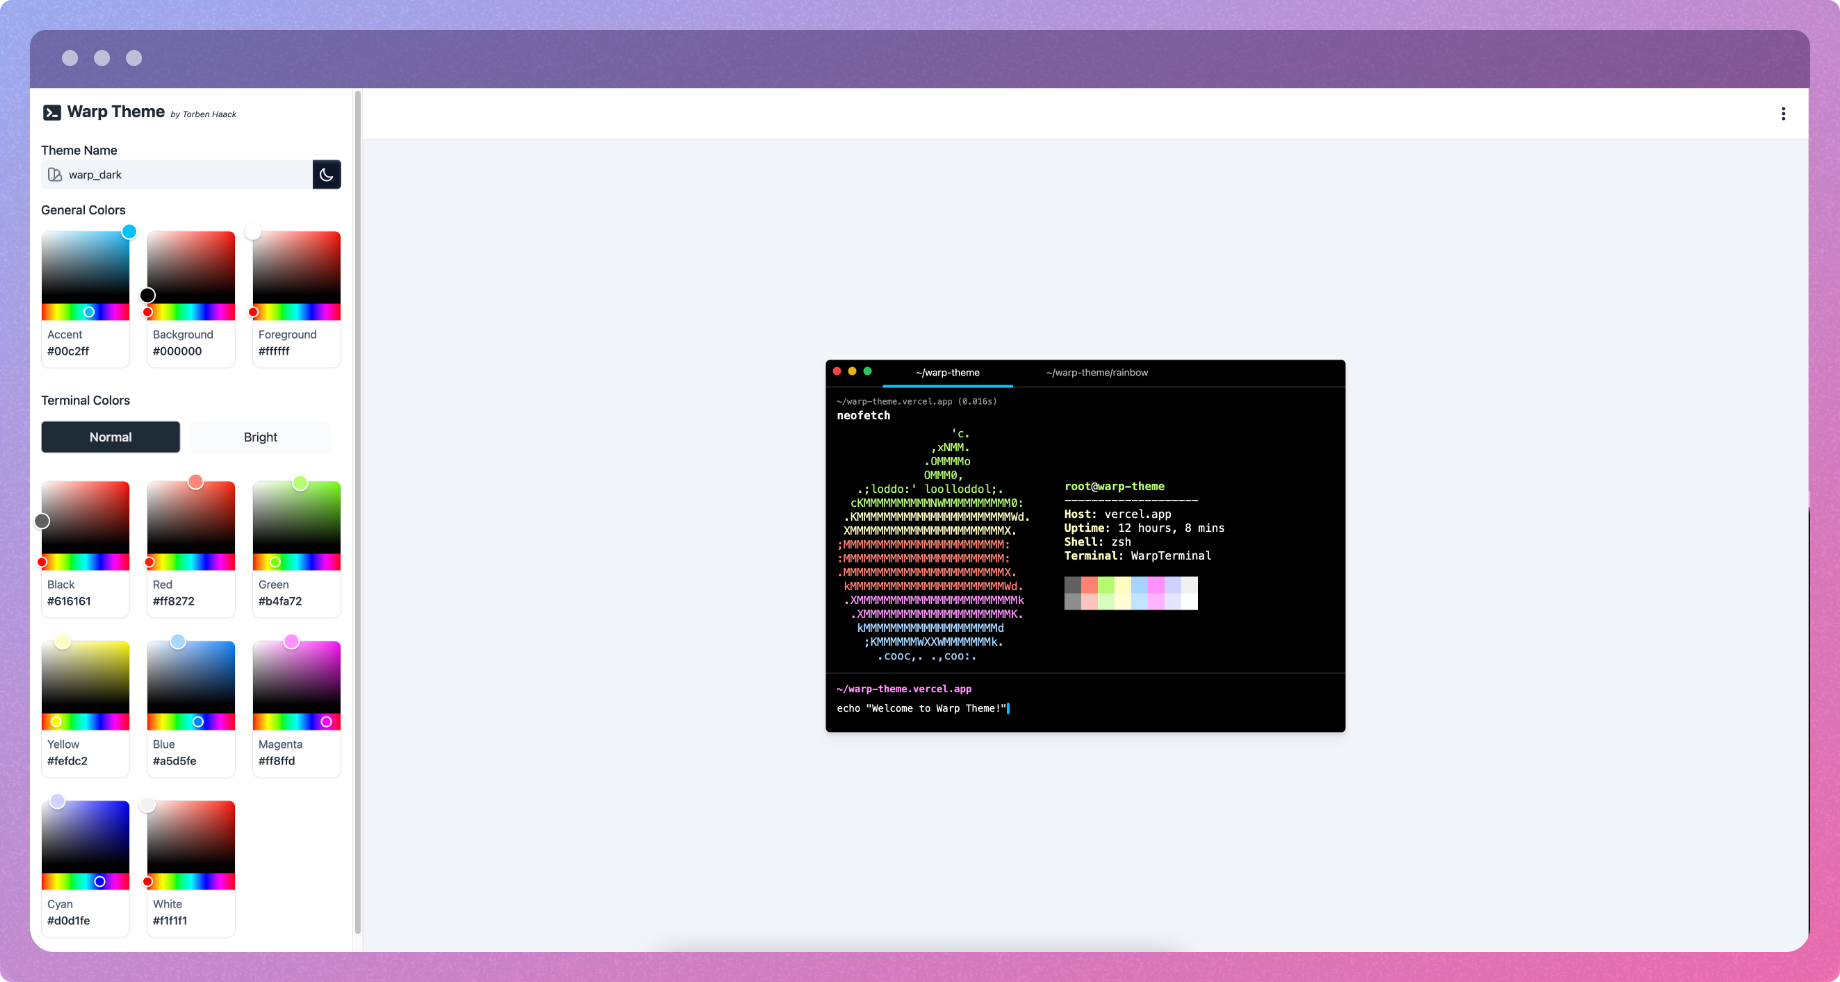 Warp Theme by Torben Haack
Theme Name
warp_dark
General Colors
Accent
#00c2ff
Background
#000000
Foreground
#ffffff
Terminal Colors
Normal
Bright
Black
#616161
Red
#ff8272
Green
#b4fa72
Yellow
#fefdc2
Blue
#a5d5fe
Magenta
#ff8ffd
Cyan
#d0d1fe
White
#f1f1f1
~/warp-theme
~/warp-theme/rainbow
~/warp-theme.vercel.app (0.016s)
neofetch
'c.
,xNMM.
.OMMMMo
OMMM0,
.;loddo:' loolloddol;.
cKMMMMMMMMMMNWMMMMMMMMMM0:
.KMMMMMMMMMMMMMMMMMMMMMMMWd.
XMMMMMMMMMMMMMMMMMMMMMMMX.
;MMMMMMMMMMMMMMMMMMMMMMMM:
:MMMMMMMMMMMMMMMMMMMMMMMM:
.MMMMMMMMMMMMMMMMMMMMMMMMX.
kMMMMMMMMMMMMMMMMMMMMMMMMWd.
.XMMMMMMMMMMMMMMMMMMMMMMMMk
.XMMMMMMMMMMMMMMMMMMMMMMK.
kMMMMMMMMMMMMMMMMMMMMd
;KMMMMMMWXXWMMMMMMMk.
.cooc,. .,coo:.
root@warp-theme
--------------------
Host: vercel.app
Uptime: 12 hours, 8 mins
Shell: zsh
Terminal: WarpTerminal
~/warp-theme.vercel.app
echo "Welcome to Warp Theme!"